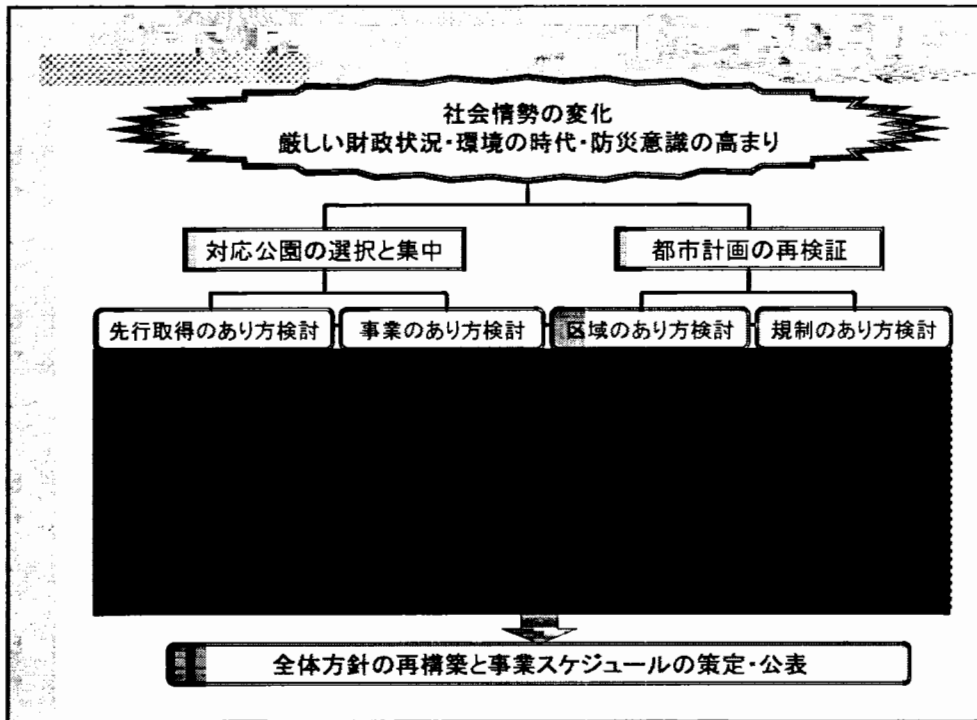 社会情勢の変化
厳しい財政状況・環境の時代・防災意識の高まり
対応公園の選択と集中
都市計画の再検証
先行取得のあり方検討
事業のあり方検討
区域のあり方検討
規制のあり方検討
全体方針の再構築と事業スケジュールの策定・公表